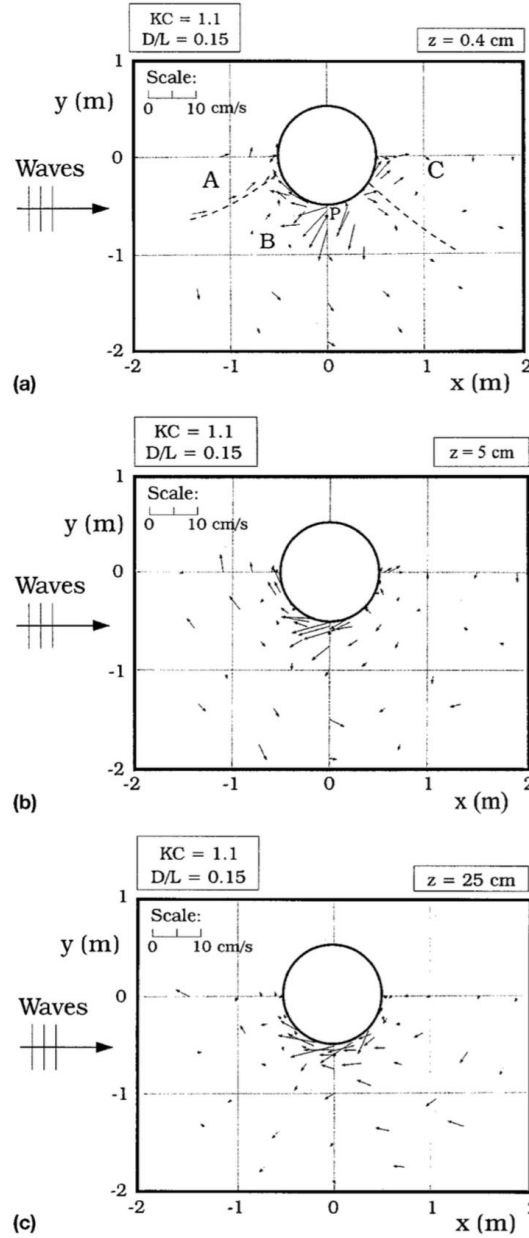 KC = 1.1
D/L = 0.15
z = 0.4 cm
1
Scale:
y (m)
0 10 cm/s
Waves
0
A
C
P
B
-1
-2
-2 -1 0 1 2
(a)
x (m)
KC = 1.1
D/L = 0.15
z = 5 cm
1
Scale:
y (m)
0 10 cm/s
0
Waves
-1
-2
-2 -1 0 1 2
(b)
x (m)
KC = 1.1
D/L = 0.15
z = 25 cm
1
Scale:
y (m)
0 10 cm/s
0
Waves
-1
-2
-2 -1 0 1 2
(c)
x (m)